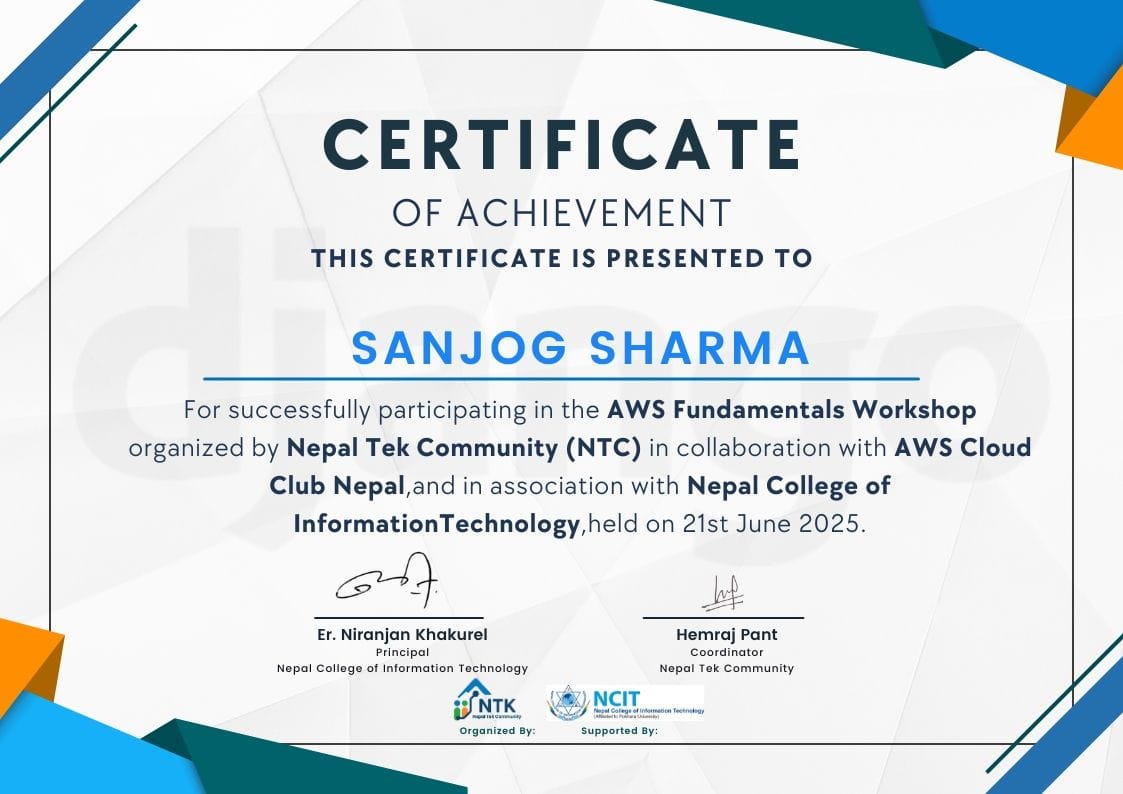 CERTIFICATE
OF ACHIEVEMENT
THIS CERTIFICATE IS PRESENTED TO
django
SANJOG SHARMA
For successfully participating in the AWS Fundamentals Workshop
organized by Nepal Tek Community (NTC) in collaboration with AWS Cloud
Club Nepal,and in association with Nepal College of
InformationTechnology,held on 21st June 2025.
Er. Niranjan Khakurel
Principal
Nepal College of Information Technology
Hemraj Pant
Coordinator
Nepal Tek Community
NTK
Nepal Tek Community
Organized By:
NCIT
Nepal College of Information Technology
(Affiliated to Pokhara University)
Supported By: